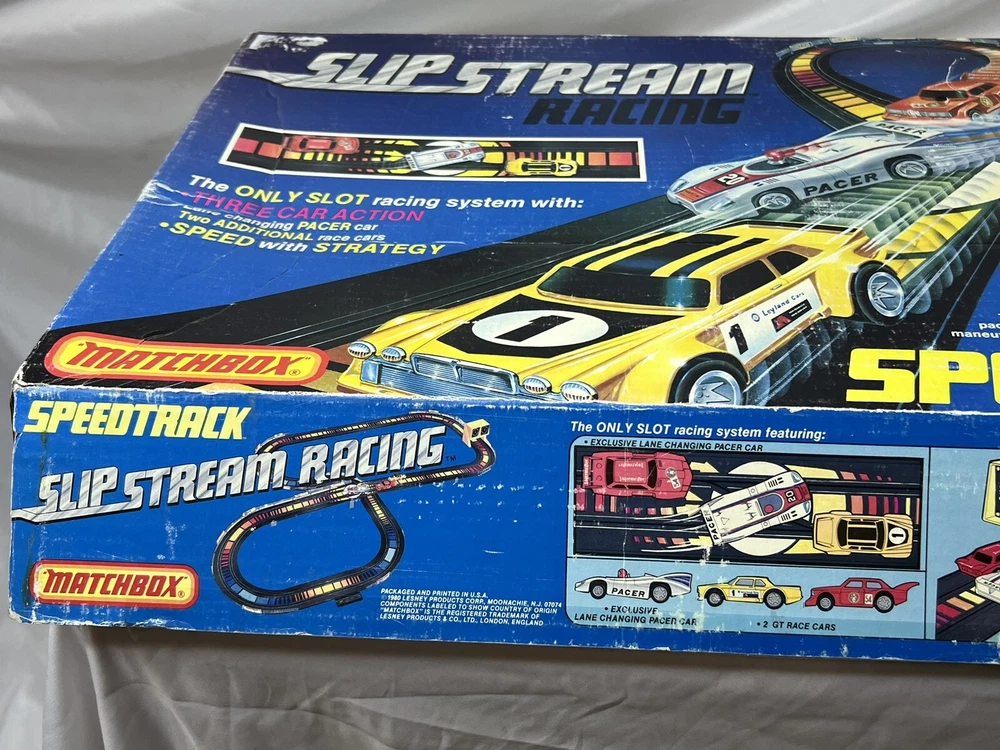 SLIP STREAM
RACING
The ONLY SLOT racing system with:
•THREE CAR ACTION
Lane changing PACER car
Two ADDITIONAL race cars
•SPEED with STRATEGY
20
PACER
PACER
1
1
Leyland Cars
MATCHBOX®
SPEEDTRACK
SLIP STREAM RACING™
MATCHBOX®
PACKAGED AND PRINTED IN U.S.A.
©1980 LESNEY PRODUCTS CORP., MOONACHIE, N.J. 07074
COMPONENTS LABELED TO SHOW COUNTRY OF ORIGIN
"MATCHBOX" IS THE REGISTERED TRADEMARK OF
LESNEY PRODUCTS & CO., LTD., LONDON, ENGLAND
The ONLY SLOT racing system featuring:
• EXCLUSIVE LANE CHANGING PACER CAR
20
PACER
1
PACER
• EXCLUSIVE
LANE CHANGING PACER CAR
• 2 GT RACE CARS